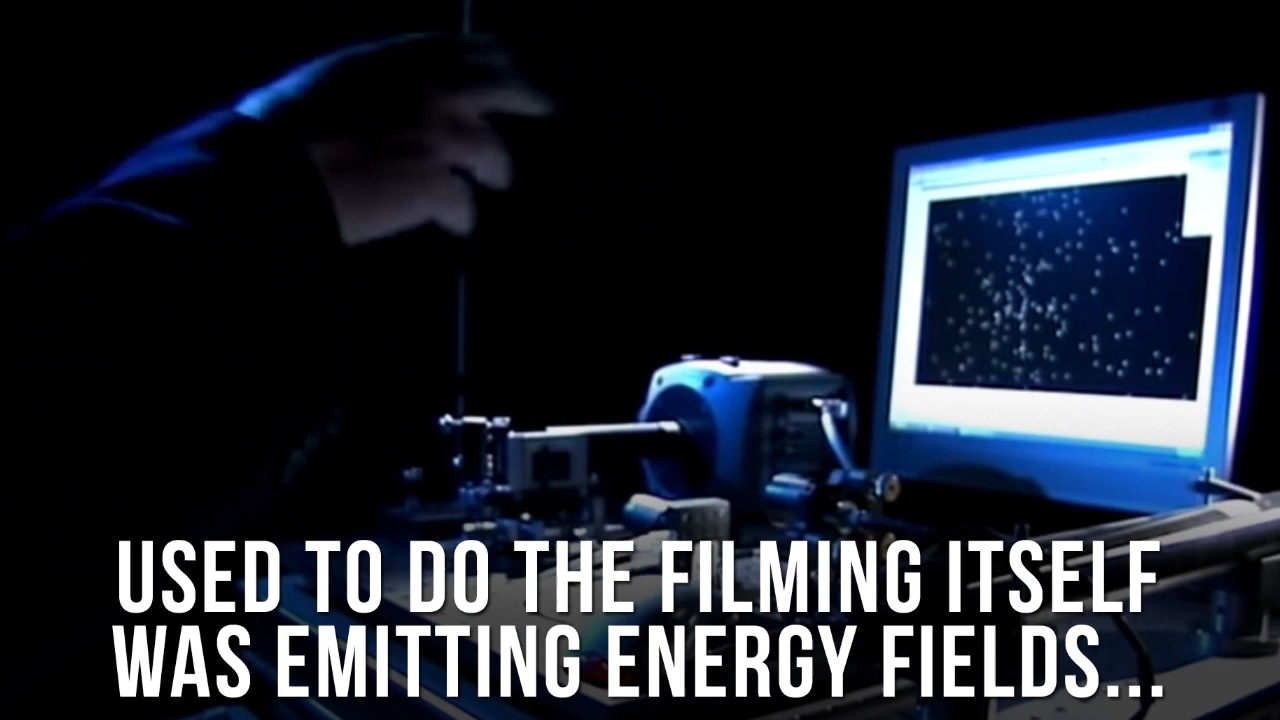 USED TO DO THE FILMING ITSELF
WAS EMITTING ENERGY FIELDS...